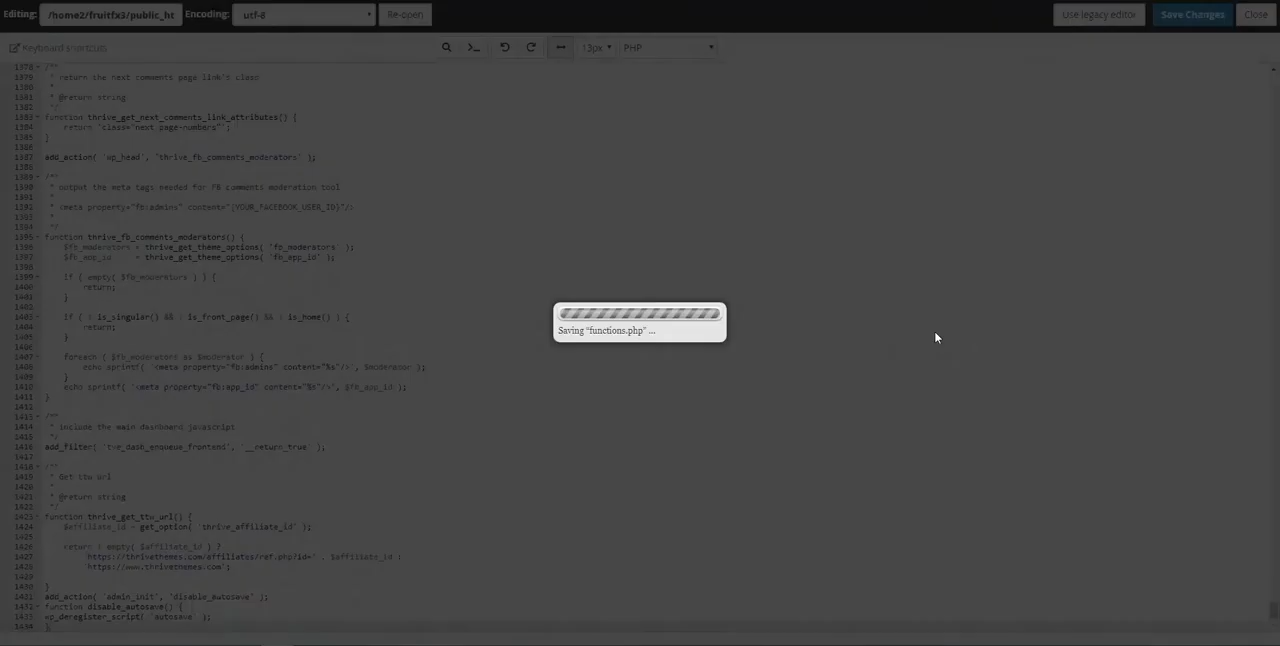 Editing: /home2/fruitfx3/public_ht Encoding: utf-8 Re-open Use legacy editor Save Changes Close
Keyboard shortcuts 13px PHP
1378 /**
1379 * return the next comments page link's class
1380 *
1381 * @return string
1382 */
1383 function thrive_get_next_comments_link_attributes() {
1384 return 'class="next page-numbers"';
1385 }
1386
1387 add_action( 'wp_head', 'thrive_fb_comments_moderators' );
1388
1389 /**
1390 * output the meta tags needed for FB comments moderation tool
1391 *
1392 * <meta property="fb:admins" content="{YOUR_FACEBOOK_USER_ID}"/>
1393 *
1394 */
1395 function thrive_fb_comments_moderators() {
1396 $fb_moderators = thrive_get_theme_options( 'fb_moderators' );
1397 $fb_app_id = thrive_get_theme_options( 'fb_app_id' );
1398
1399 if ( empty( $fb_moderators ) ) {
1400 return;
1401 }
1402
1403 if ( ! is_singular() && ! is_front_page() && ! is_home() ) {
1404 return;
1405 }
1406
1407 foreach ( $fb_moderators as $moderator ) {
1408 echo sprintf( '<meta property="fb:admins" content="%s"/>', $moderator );
1409 }
1410 echo sprintf( '<meta property="fb:app_id" content="%s"/>', $fb_app_id );
1411 }
1412
1413 /**
1414 * include the main dashboard javascript
1415 */
1416 add_filter( 'tve_dash_enqueue_frontend', '__return_true' );
1417
1418 /**
1419 * Get ttw url
1420 *
1421 * @return string
1422 */
1423 function thrive_get_ttw_url() {
1424 $affiliate_id = get_option( 'thrive_affiliate_id' );
1425
1426 return ! empty( $affiliate_id ) ?
1427 'https://thrivethemes.com/affiliates/ref.php?id=' . $affiliate_id :
1428 'https://www.thrivethemes.com';
1429
1430 }
1431 add_action( 'admin_init', 'disable_autosave' );
1432 function disable_autosave() {
1433 wp_deregister_script( 'autosave' );
1434 }
Saving "functions.php" ...